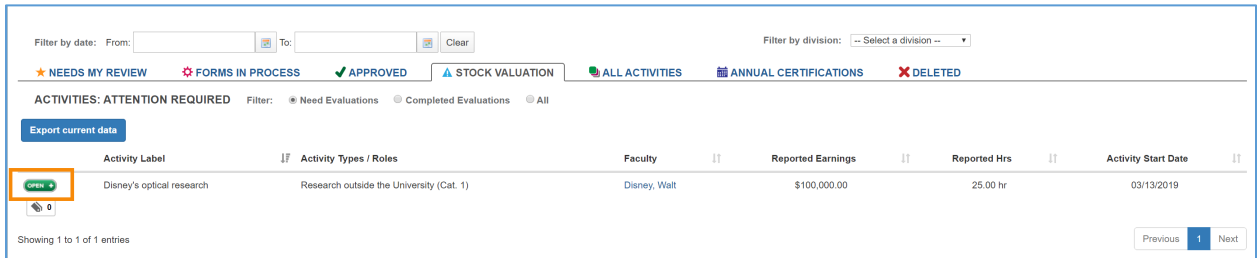 Filter by date: From: To: Clear Filter by division: -- Select a division --
NEEDS MY REVIEW FORMS IN PROCESS APPROVED STOCK VALUATION ALL ACTIVITIES ANNUAL CERTIFICATIONS DELETED
ACTIVITIES: ATTENTION REQUIRED Filter: Need Evaluations Completed Evaluations All
Export current data
Activity Label Activity Types / Roles Faculty Reported Earnings Reported Hrs Activity Start Date
OPEN Disney's optical research Research outside the University (Cat. 1) Disney, Walt $100,000.00 25.00 hr 03/13/2019
0
Showing 1 to 1 of 1 entries Previous 1 Next